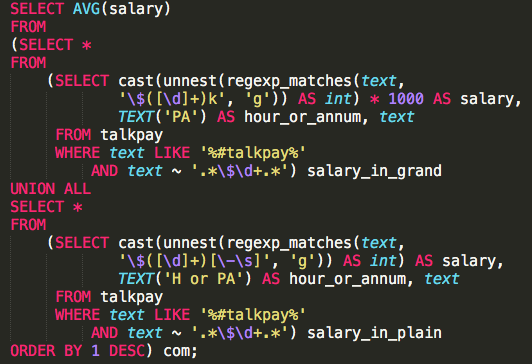 SELECT AVG(salary)
FROM
(SELECT *
FROM
(SELECT cast(unnest(regexp_matches(text,
'\$([\d]+)k', 'g')) AS int) * 1000 AS salary,
TEXT('PA') AS hour_or_annum, text
FROM talkpay
WHERE text LIKE '%#talkpay%'
AND text ~ '.*\$\d+.*') salary_in_grand
UNION ALL
SELECT *
FROM
(SELECT cast(unnest(regexp_matches(text,
'\$([\d]+)[\-\s]', 'g')) AS int) AS salary,
TEXT('H or PA') AS hour_or_annum, text
FROM talkpay
WHERE text LIKE '%#talkpay%'
AND text ~ '.*\$\d+.*') salary_in_plain
ORDER BY 1 DESC) com;